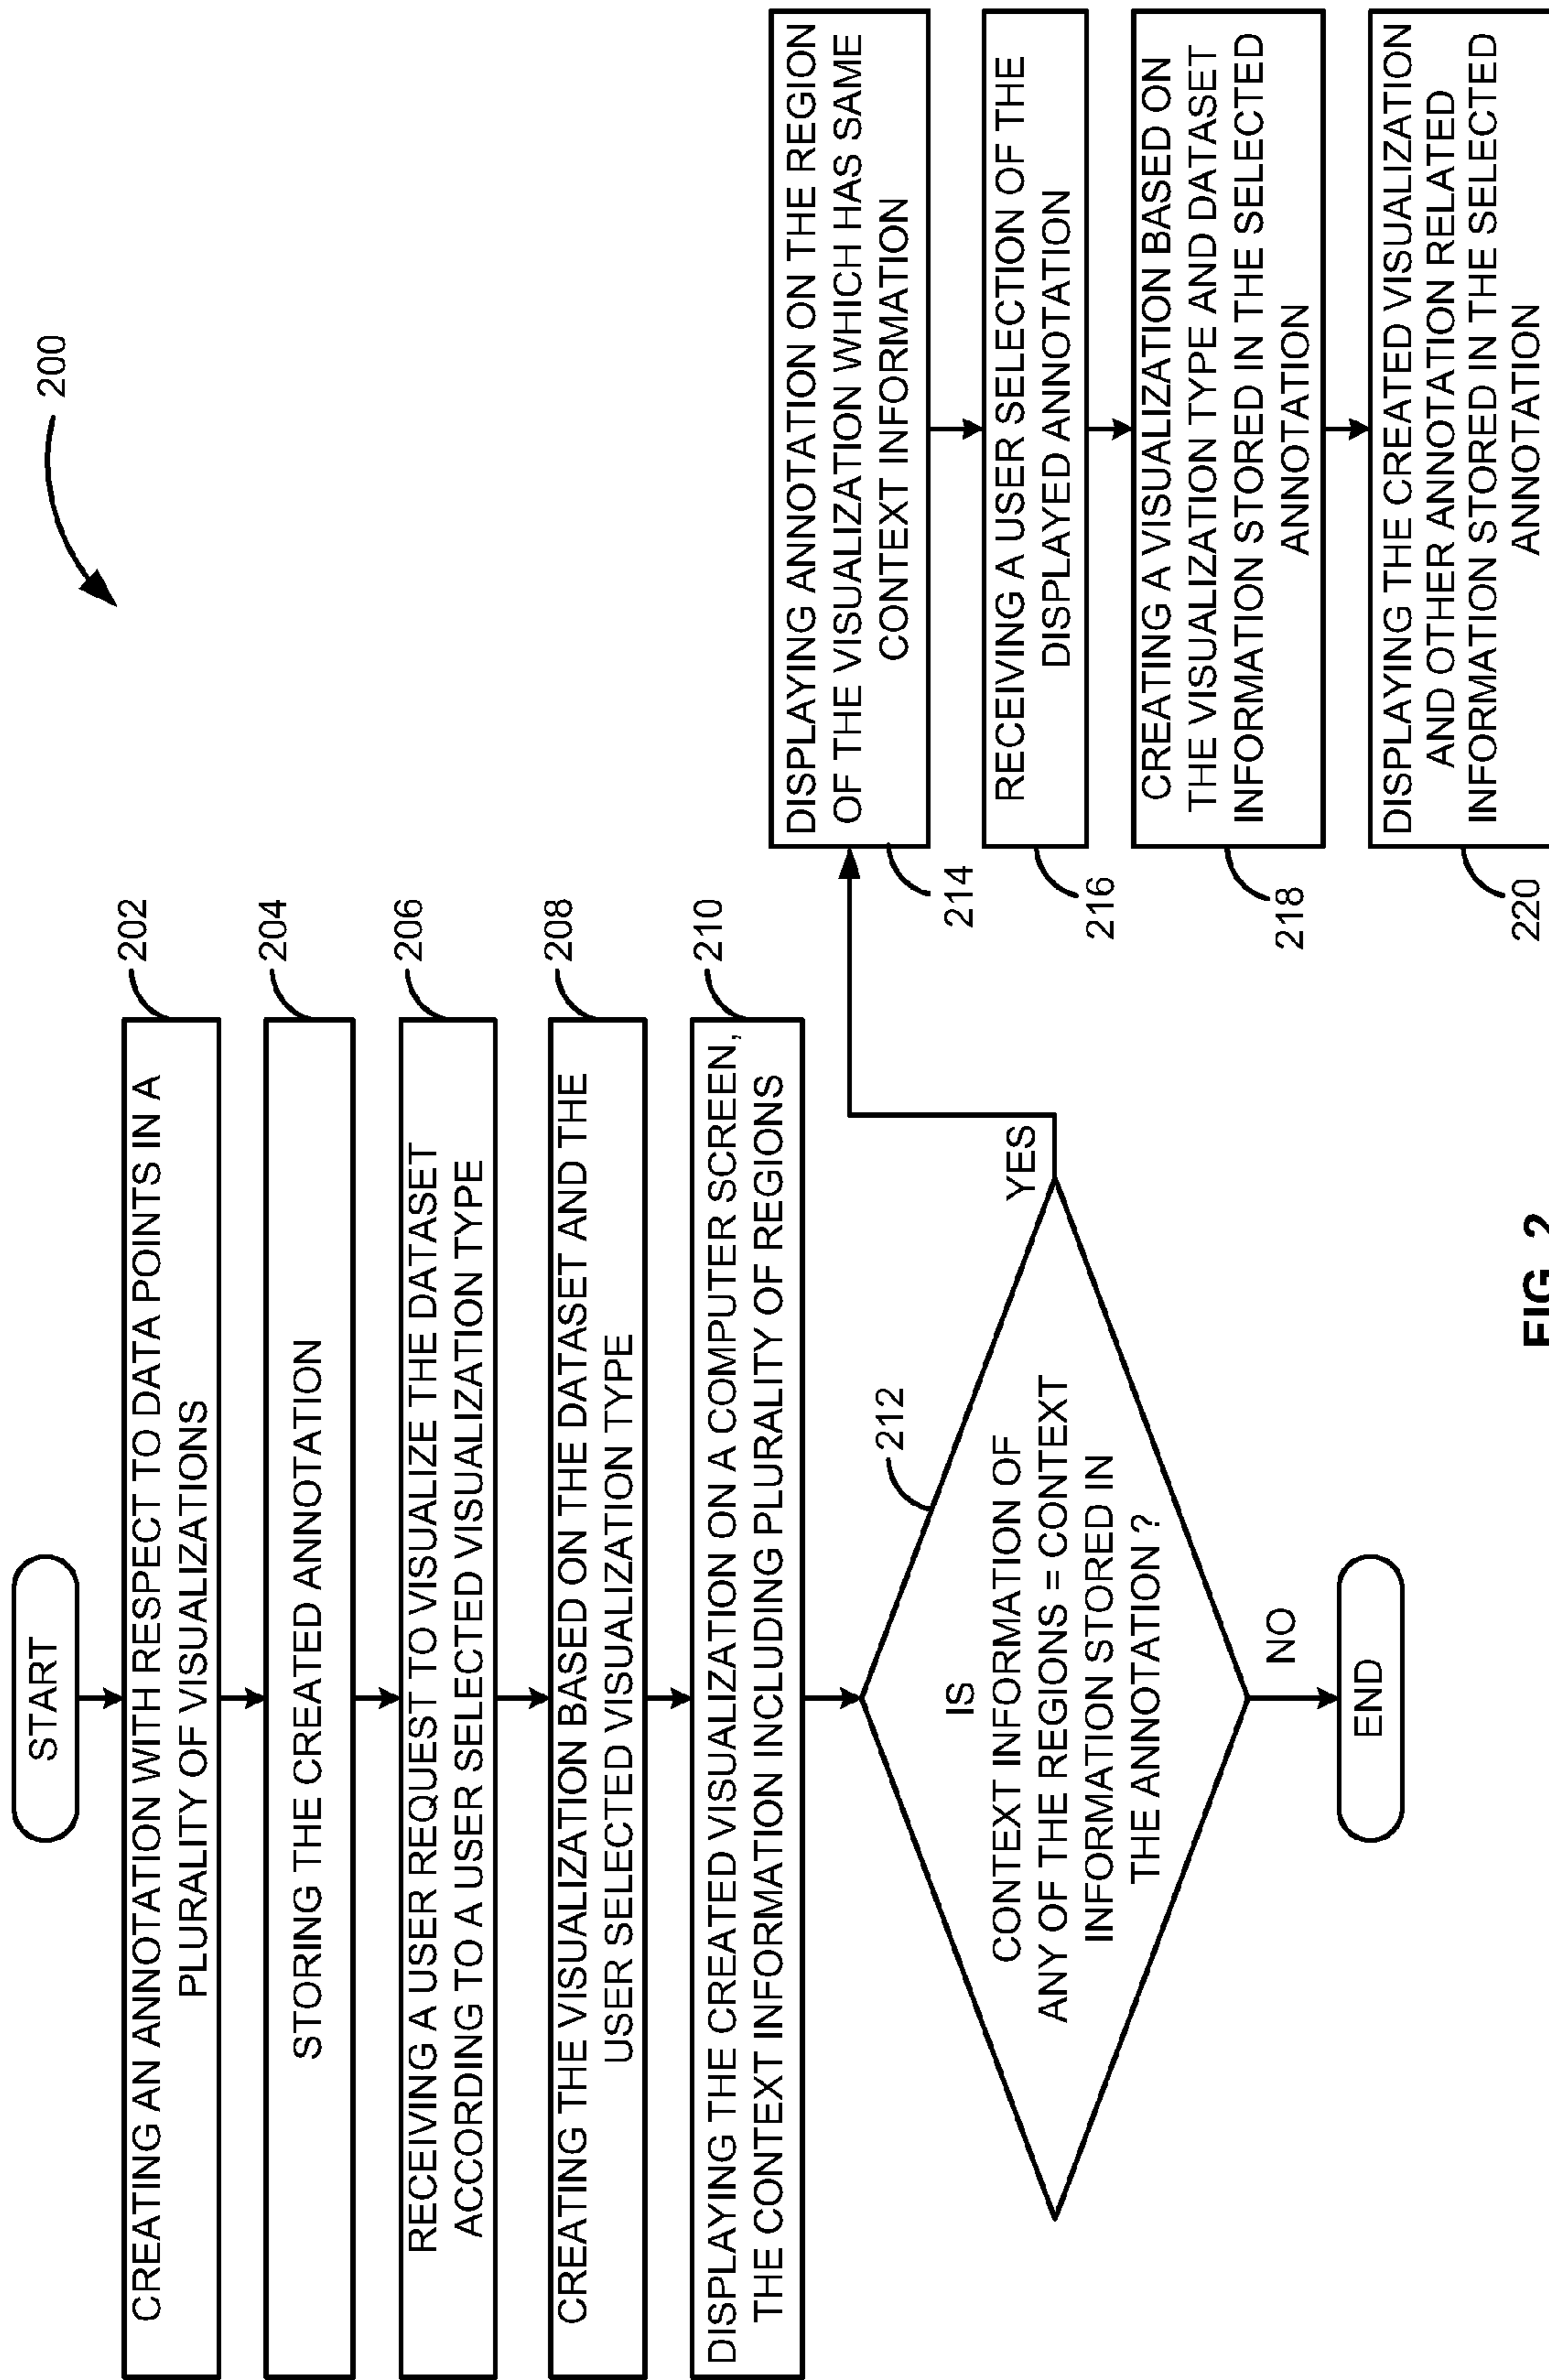 200
START
CREATING AN ANNOTATION WITH RESPECT TO DATA POINTS IN A
PLURALITY OF VISUALIZATIONS
202
STORING THE CREATED ANNOTATION
204
RECEIVING A USER REQUEST TO VISUALIZE THE DATASET
ACCORDING TO A USER SELECTED VISUALIZATION TYPE
206
CREATING THE VISUALIZATION BASED ON THE DATASET AND THE
USER SELECTED VISUALIZATION TYPE
208
DISPLAYING THE CREATED VISUALIZATION ON A COMPUTER SCREEN,
THE CONTEXT INFORMATION INCLUDING PLURALITY OF REGIONS
210
IS
CONTEXT INFORMATION OF
ANY OF THE REGIONS = CONTEXT
INFORMATION STORED IN
THE ANNOTATION ?
212
YES
NO
END
DISPLAYING ANNOTATION ON THE REGION
OF THE VISUALIZATION WHICH HAS SAME
CONTEXT INFORMATION
214
RECEIVING A USER SELECTION OF THE
DISPLAYED ANNOTATION
216
CREATING A VISUALIZATION BASED ON
THE VISUALIZATION TYPE AND DATASET
INFORMATION STORED IN THE SELECTED
ANNOTATION
218
DISPLAYING THE CREATED VISUALIZATION
AND OTHER ANNOTATION RELATED
INFORMATION STORED IN THE SELECTED
ANNOTATION
220
FIG. 2